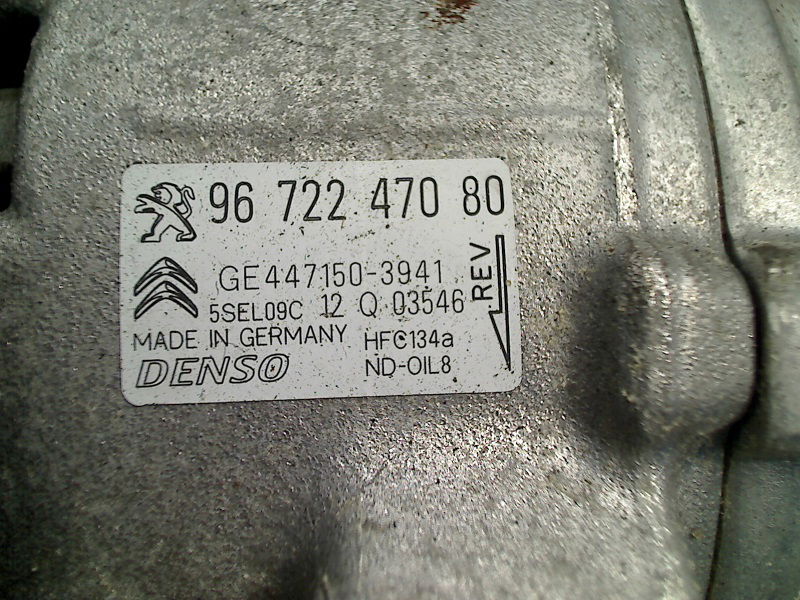 96 722 470 80
GE447150-3941
5SEL09C 12 Q 03546
REV
MADE IN GERMANY HFC134a
DENSO ND-OIL8